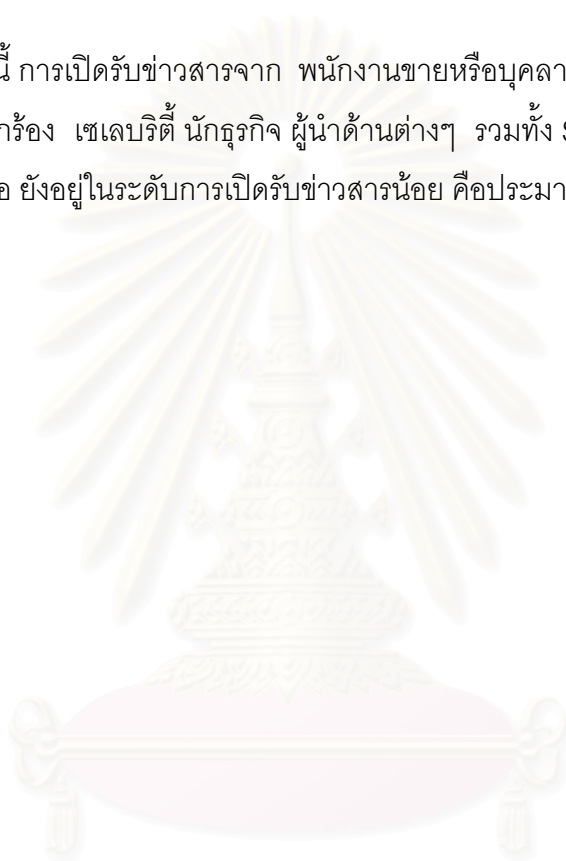 นี้ การเปิดรับข่าวสารจาก พนักงานขายหรือบุคลา
กร้อง เซเลบริตี้ นักธุรกิจ ผู้นำด้านต่างๆ รวมทั้ง
อ ยังอยู่ในระดับการเปิดรับข่าวสารน้อย คือประมา